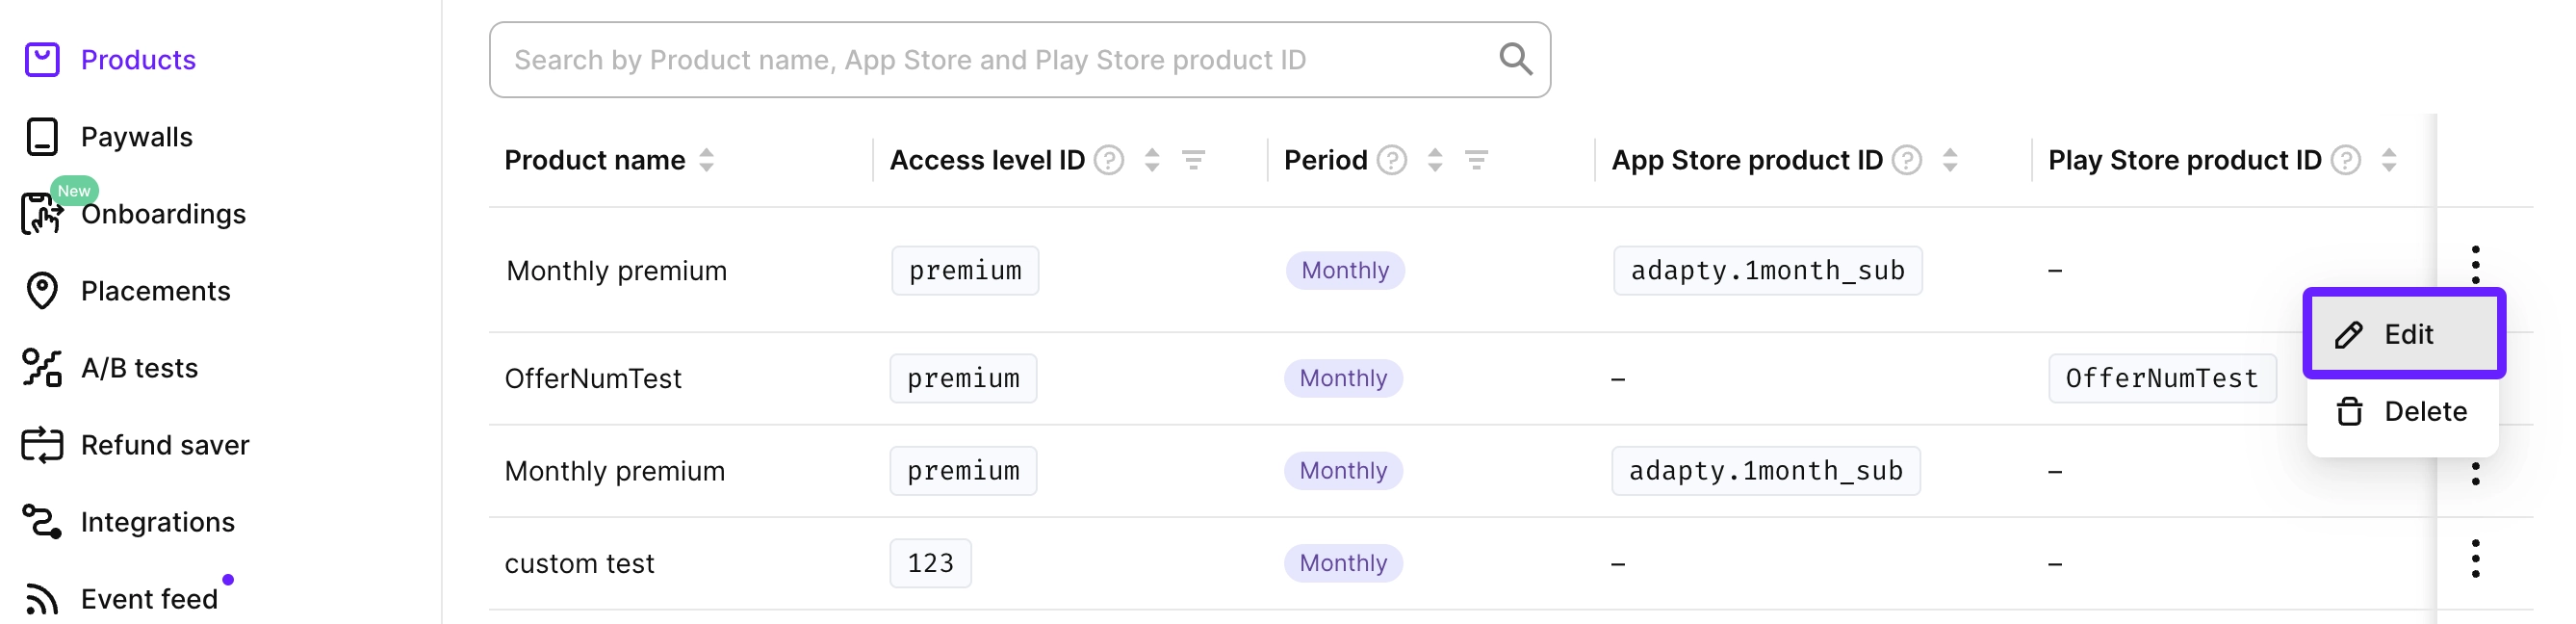 Products
Paywalls
New
Onboardings
Placements
A/B tests
Refund saver
Integrations
Event feed
Search by Product name, App Store and Play Store product ID
Product name Access level ID ? Period ? App Store product ID ? Play Store product ID ?
Monthly premium premium Monthly adapty.1month_sub –
OfferNumTest premium Monthly – OfferNumTest
Monthly premium premium Monthly adapty.1month_sub –
custom test 123 Monthly – –
Edit
Delete